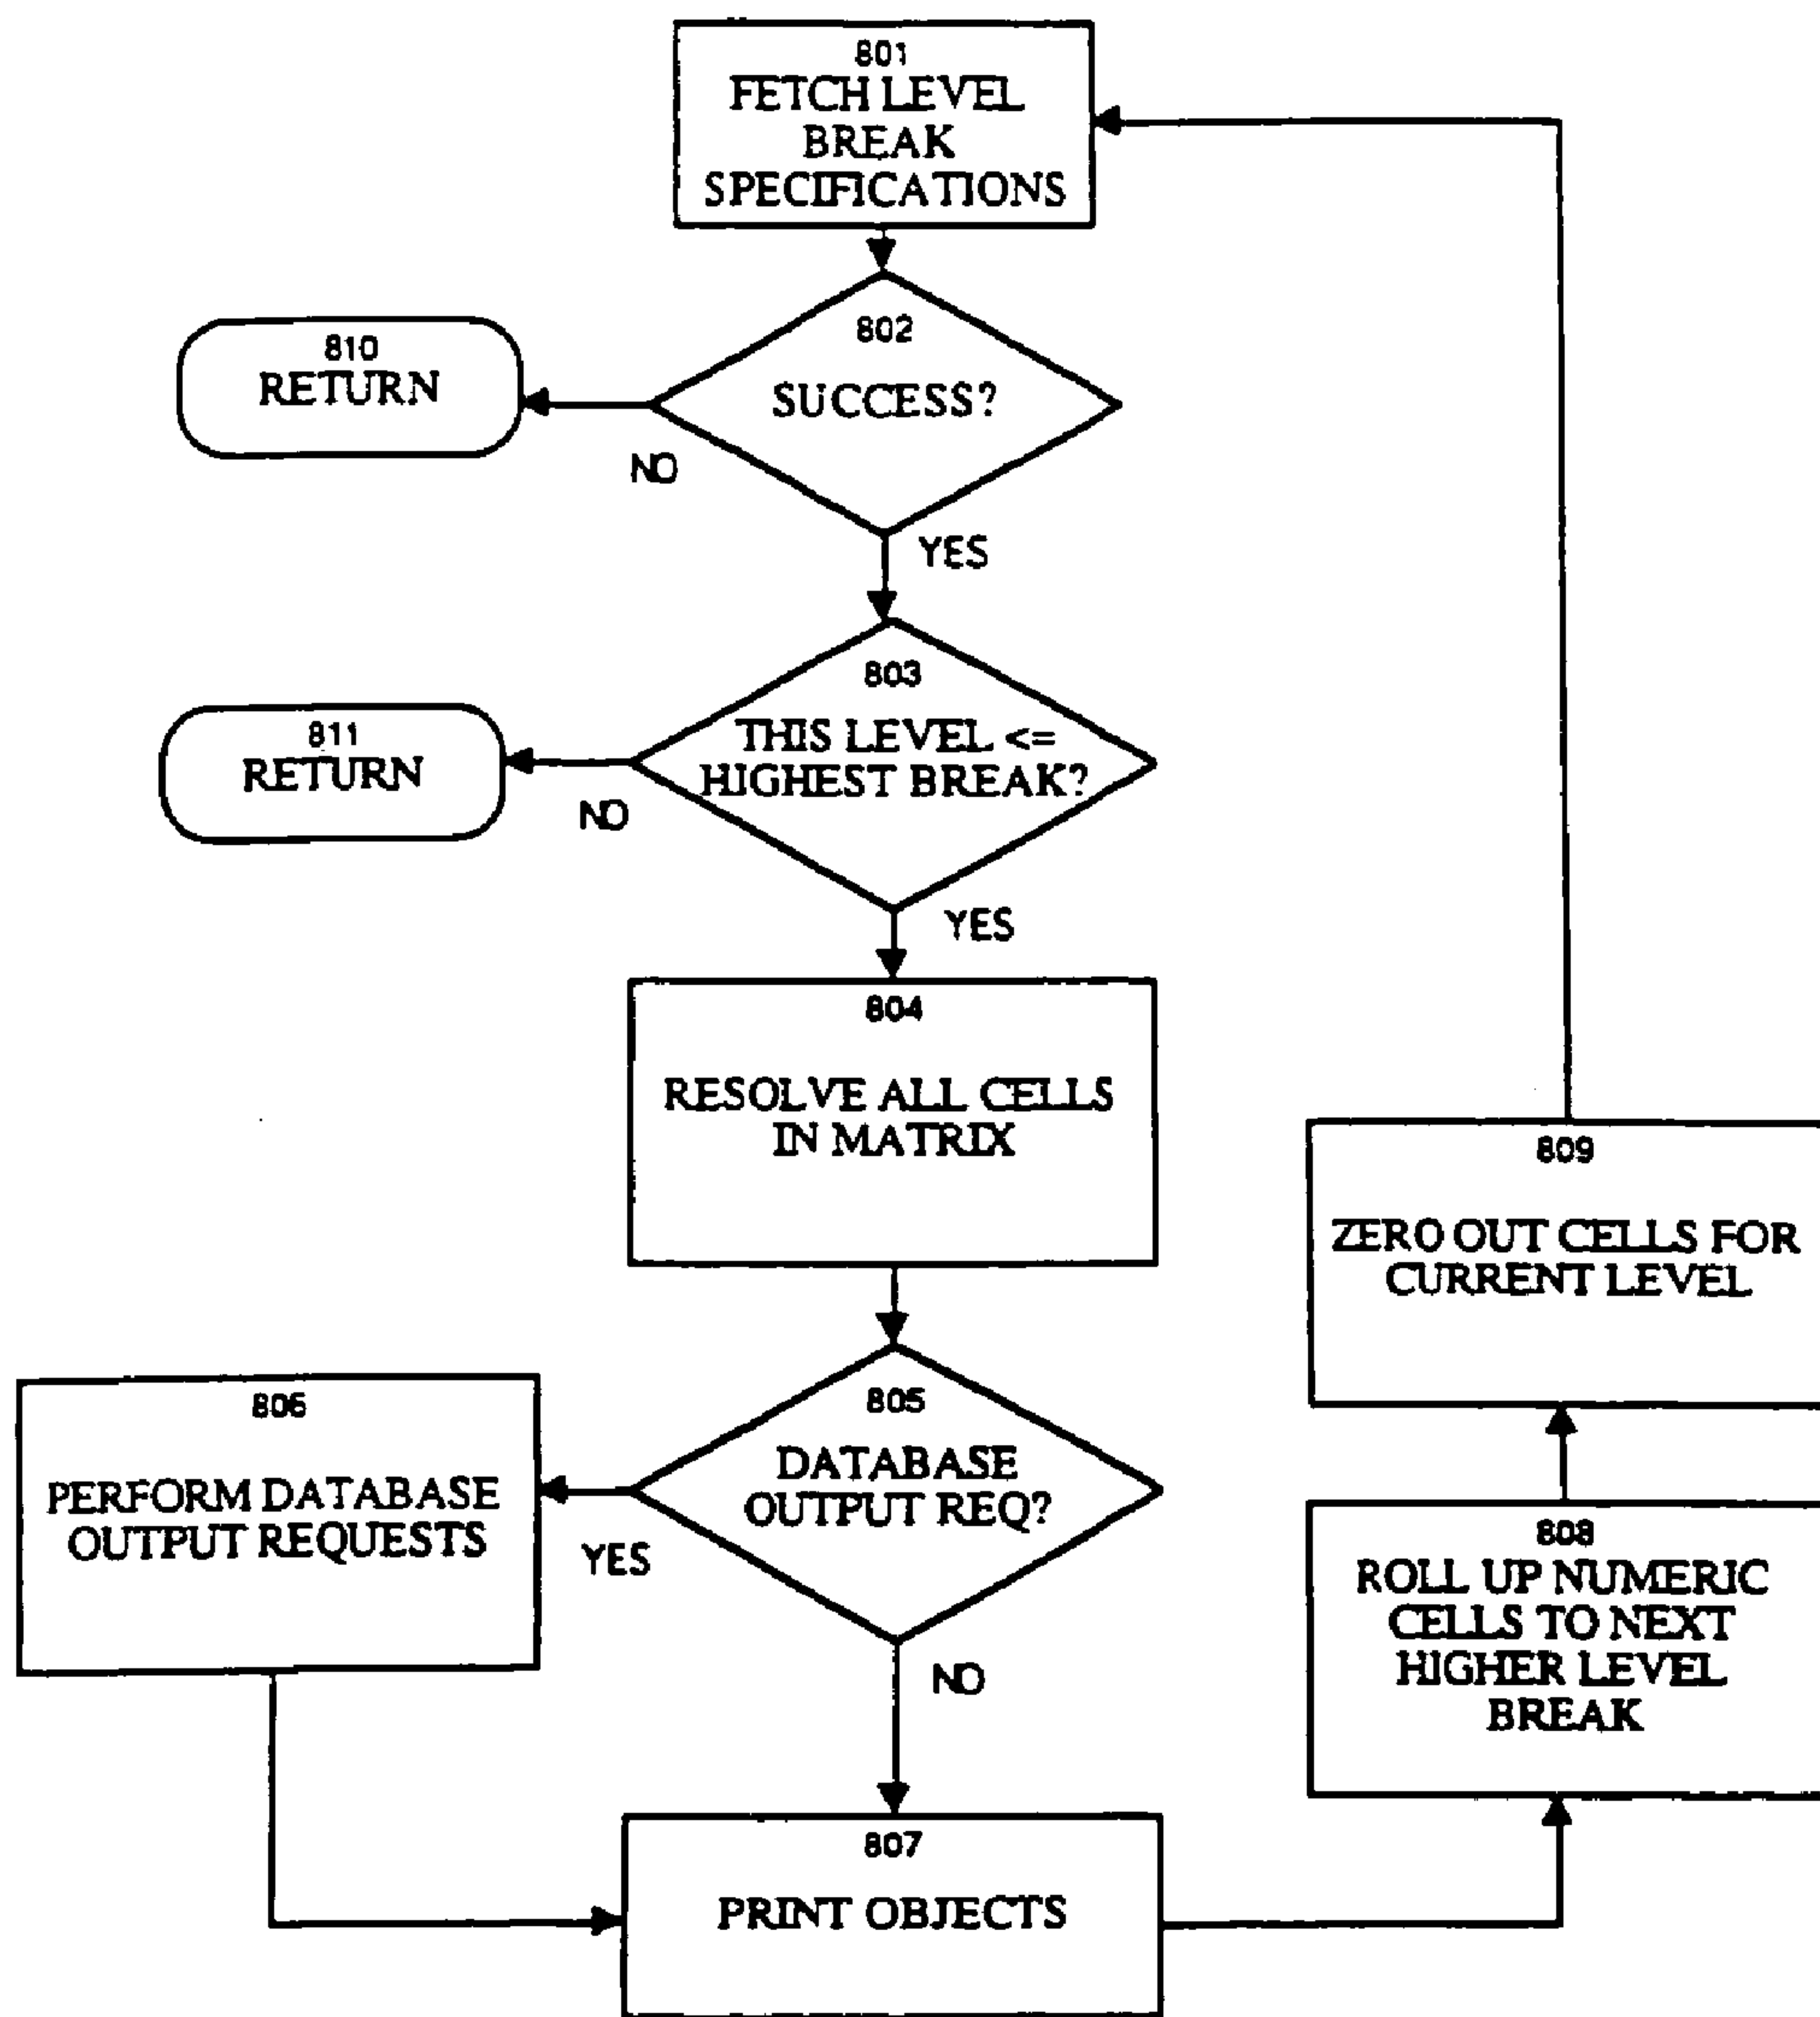 801
FETCH LEVEL
BREAK
SPECIFICATIONS
802
SUCCESS?
810
RETURN
NO
YES
803
THIS LEVEL <=
HIGHEST BREAK?
811
RETURN
NO
YES
804
RESOLVE ALL CELLS
IN MATRIX
805
DATABASE
OUTPUT REQ?
806
PERFORM DATABASE
OUTPUT REQUESTS
YES
NO
807
PRINT OBJECTS
808
ROLL UP NUMERIC
CELLS TO NEXT
HIGHER LEVEL
BREAK
809
ZERO OUT CELLS FOR
CURRENT LEVEL